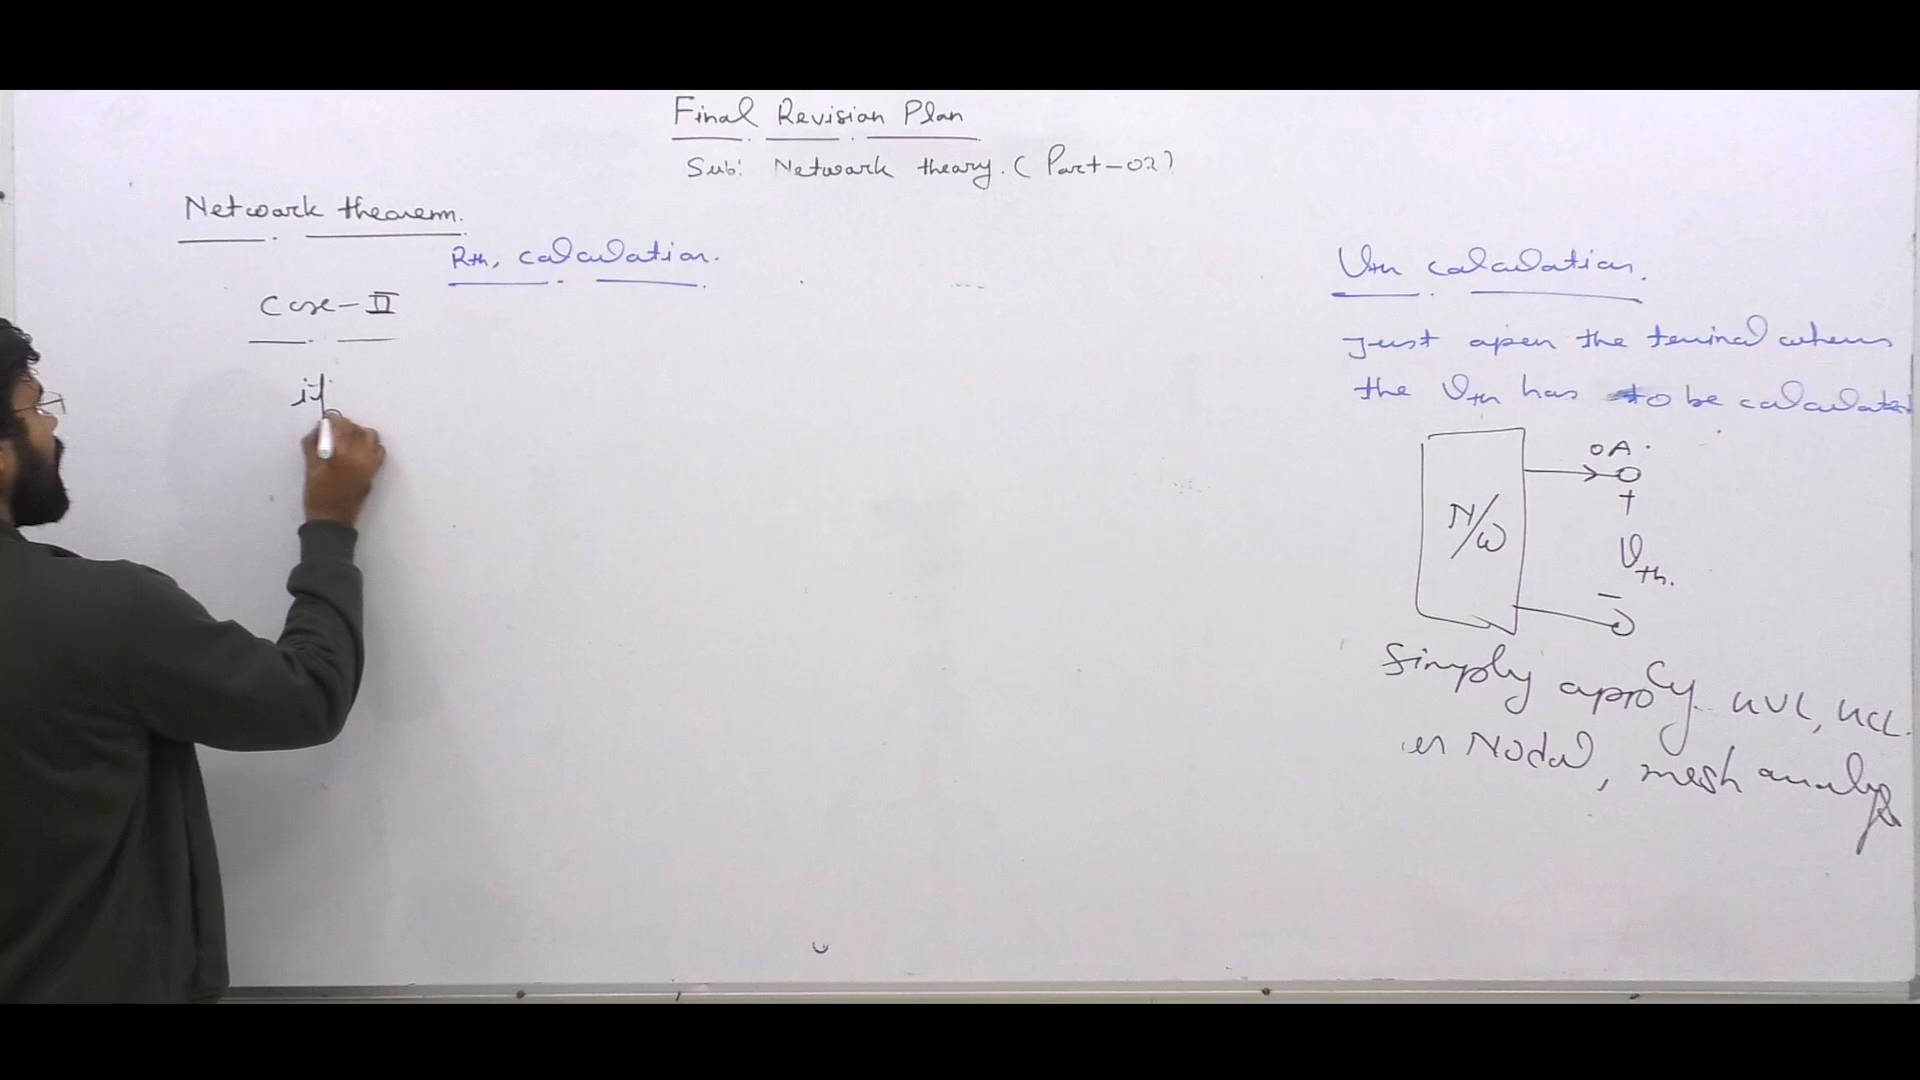 Final Revision Plan
Sub: Network theory. (Part-02)
Network theorem.
Rth, calculation.
Case-II
if
Vth calculation.
Just open the terminal where
the Vth has to be calculated
0A.
+
N/W
Vth.
-
Simply apply KVL, KCL.
or Nodal, mesh analysis